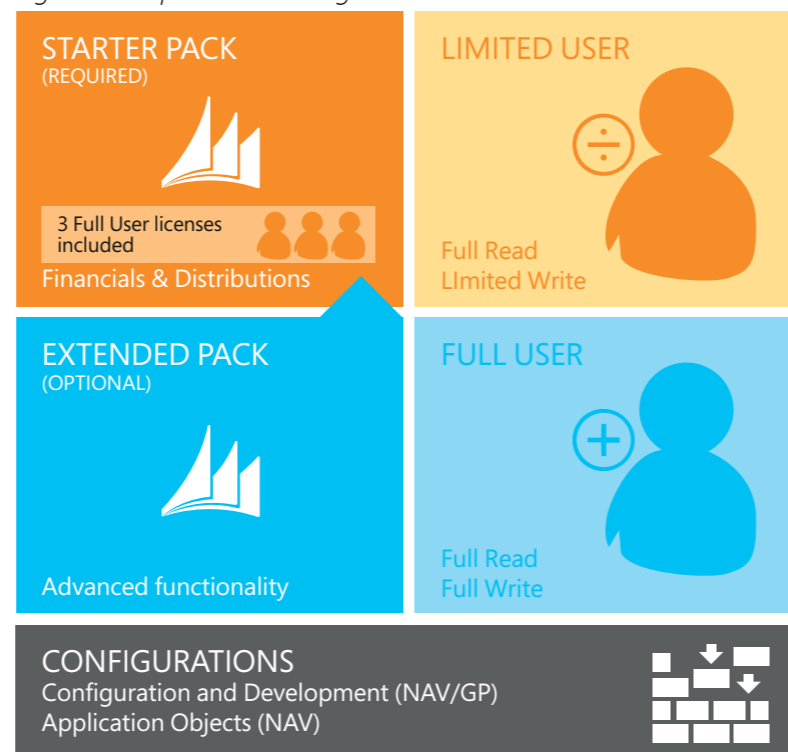 STARTER PACK
(REQUIRED)
3 Full User licenses
included
Financials & Distributions
LIMITED USER
Full Read
LImited Write
EXTENDED PACK
(OPTIONAL)
Advanced functionality
FULL USER
Full Read
Full Write
CONFIGURATIONS
Configuration and Development (NAV/GP)
Application Objects (NAV)